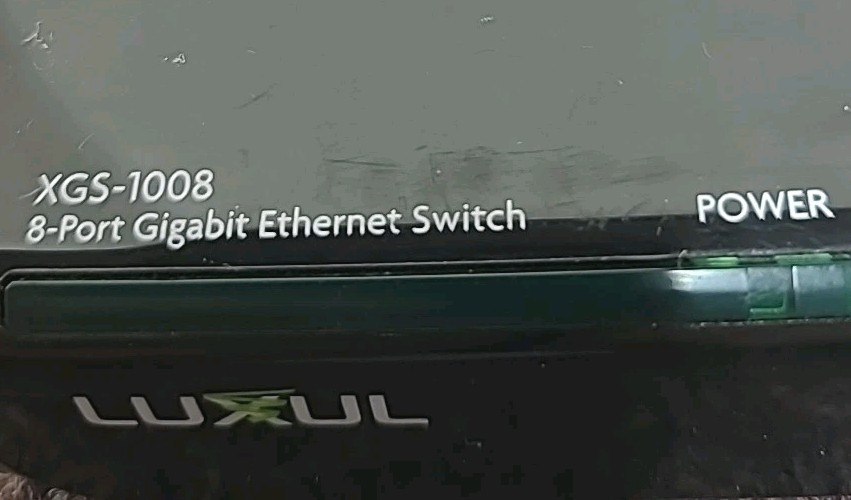 XGS-1008
8-Port Gigabit Ethernet Switch
POWER
LUXUL